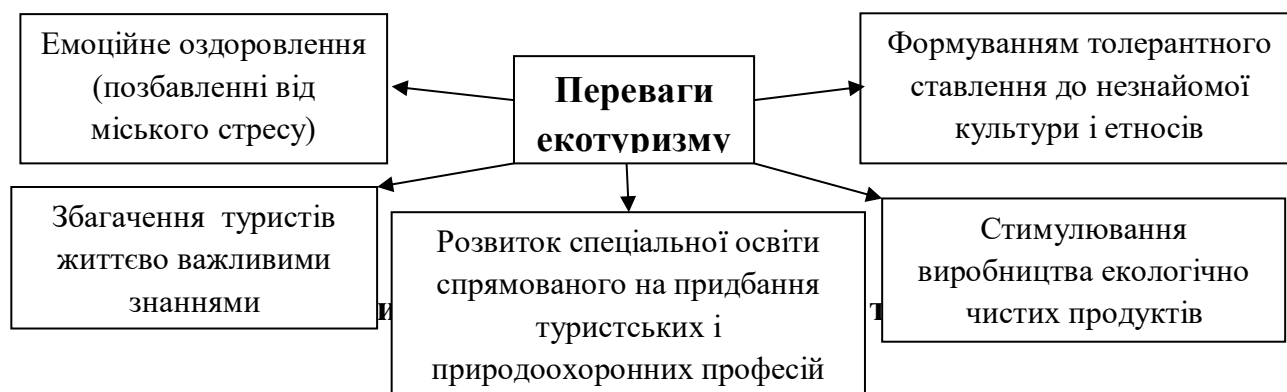 Емоційне оздоровлення
(позбавленні від
міського стресу)
Переваги
екотуризму
Формуванням толерантного
ставлення до незнайомої
культури і етносів
Збагачення туристів
життєво важливими
знаннями
Розвиток спеціальної освіти
спрямованого на придбання
туристських і
природоохоронних професій
Стимулювання
виробництва екологічно
чистих продуктів